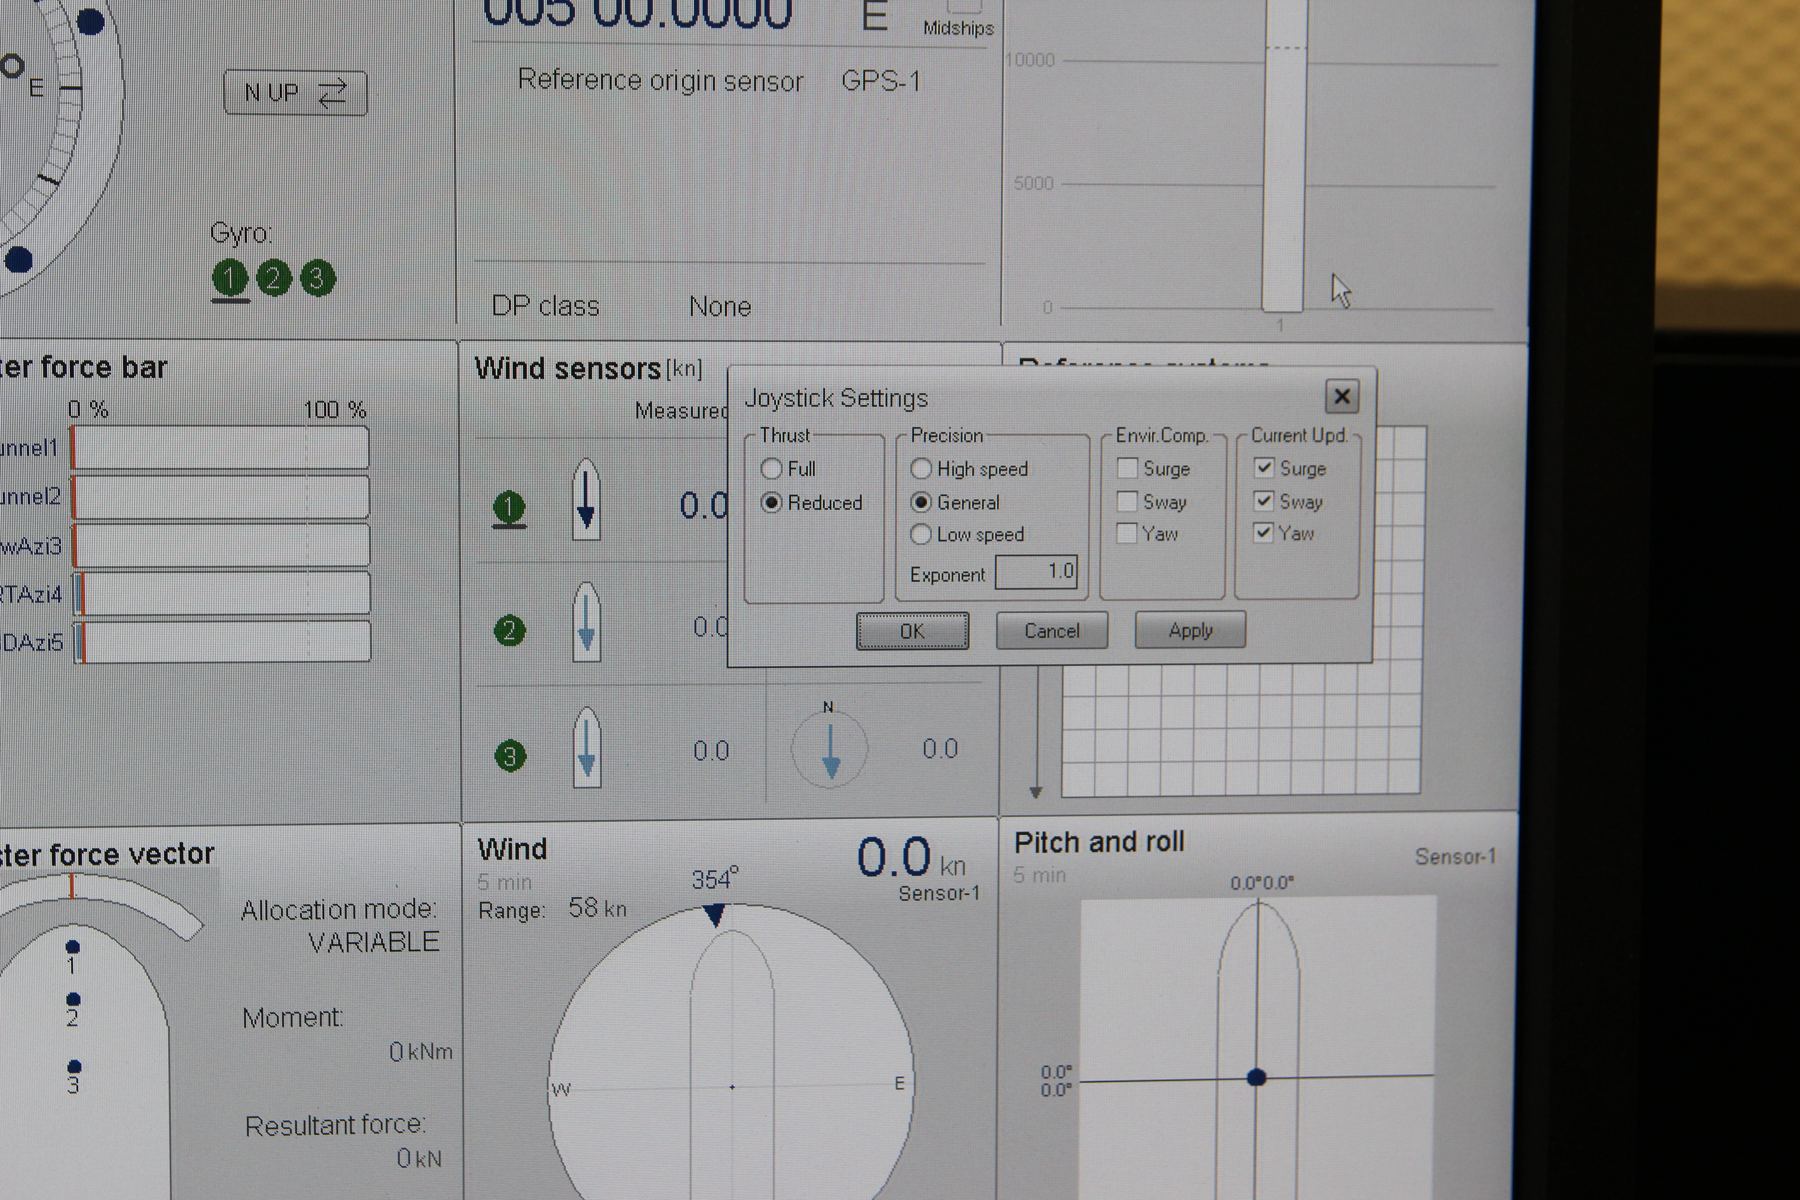 E
Midships
N UP
Reference origin sensor GPS-1
10000
5000
0
1
Gyro:
1 2 3
DP class None
er force bar
0 % 100 %
unnel1
unnel2
wAzi3
Azi4
DAzi5
Wind sensors [kn]
Measured
1 0.0
2 0.0
3 0.0
N
0.0
Reference systems
Joystick Settings
Thrust
Full
Reduced
Precision
High speed
General
Low speed
Exponent 1.0
Envir.Comp.
Surge
Sway
Yaw
Current Upd.
Surge
Sway
Yaw
OK Cancel Apply
ter force vector
1
2
3
Allocation mode:
VARIABLE
Moment:
0 kNm
Resultant force:
0 kN
Wind
5 min
Range: 58 kn
354°
0.0 kn
Sensor-1
W E
Pitch and roll
5 min
Sensor-1
0.0°0.0°
0.0°
0.0°